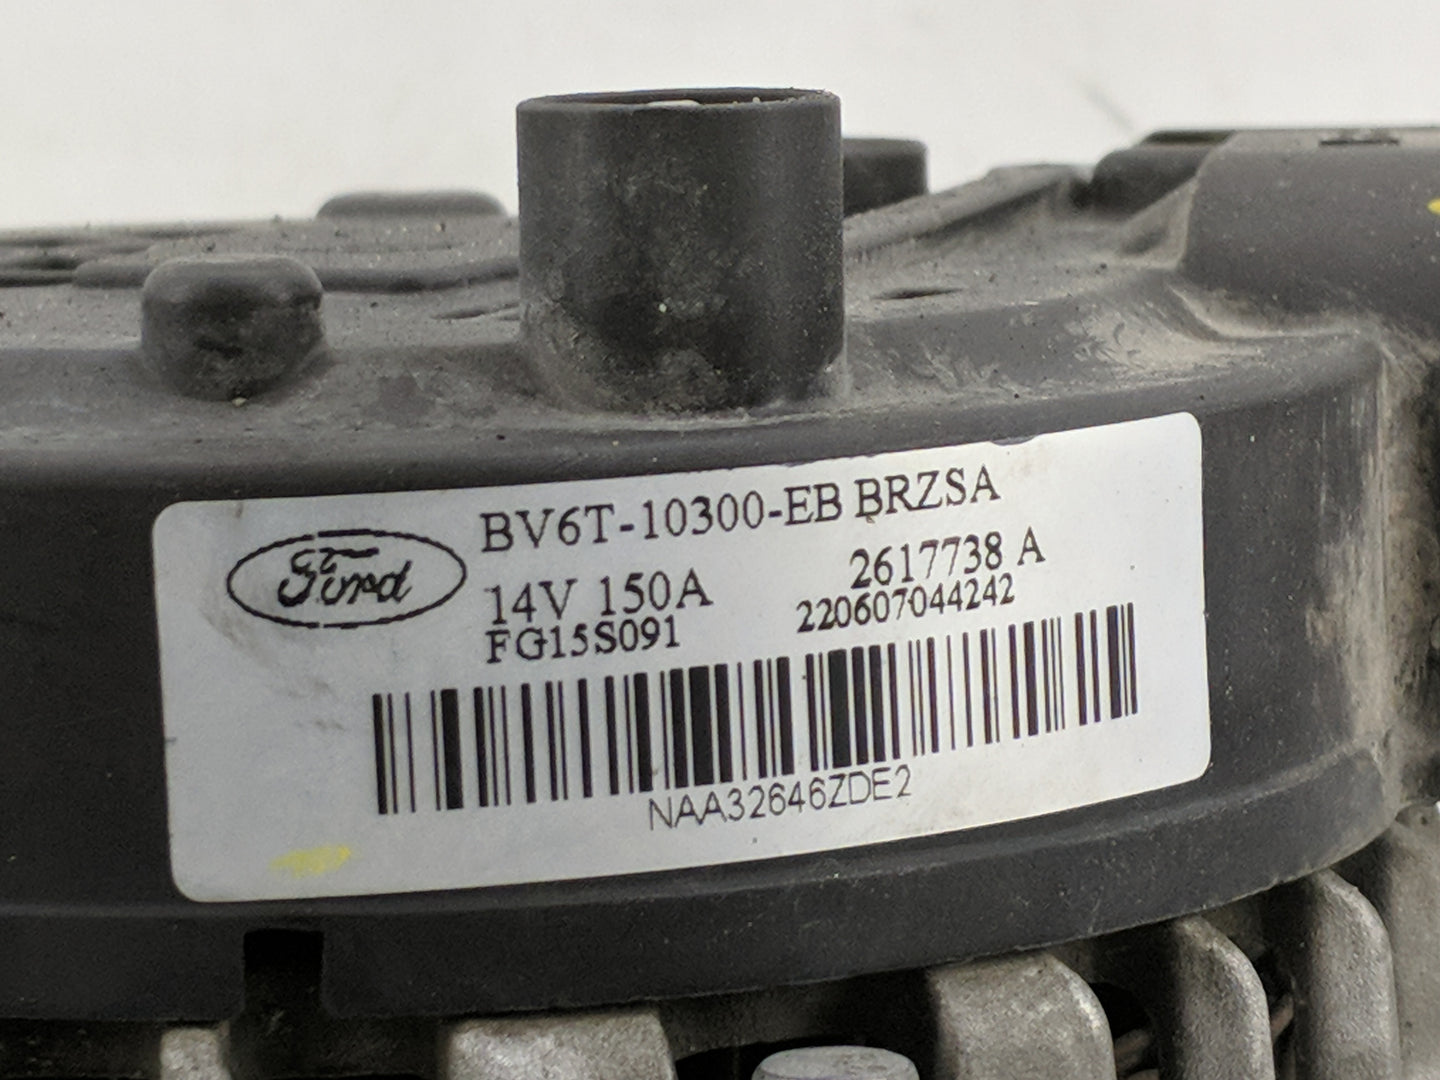 Ford
BV6T-10300-EB BRZSA
14V 150A 2617738 A
FG15S091 220607044242
NAA32646ZDE2